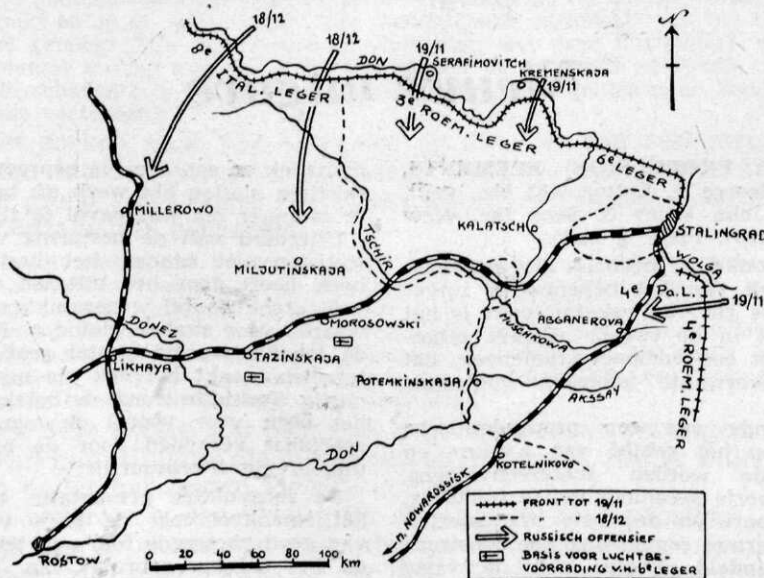 18/12
18/12
19/11
19/11
8e ITAL. LEGER
DON
SERAFIMOVITCH
KREMENSKAJA
3e ROEM. LEGER
6e LEGER
N
MILLEROWO
TSCHIR
KALATSCH
STALINGRAD
WOLGA
MILJUTINSKAJA
4e Pa. L.
19/11
DONEZ
MOROSOWSKI
MUSCHKOWA
ABGANEROVA
4e ROEM. LEGER
LIKHAYA
TAZINSKAJA
POTEMKINSKAJA
AKSSAY
DON
KOTELNIKOVO
n. NOWAROSSISK
ROSTOW
0 20 40 60 80 100
km
FRONT TOT 19/11
" " 18/12
RUSSISCH OFFENSIEF
BASIS VOOR LUCHTBE-
VOORRADING V.H. 6e LEGER